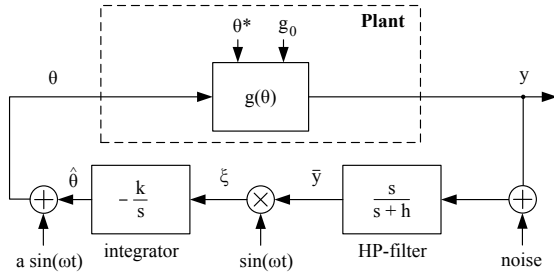 Plant
θ* g₀
θ
g(θ)
y
θ̂
− k/s
ξ
ȳ
s/(s + h)
+
×
+
a sin(ωt)
integrator
sin(ωt)
HP-filter
noise